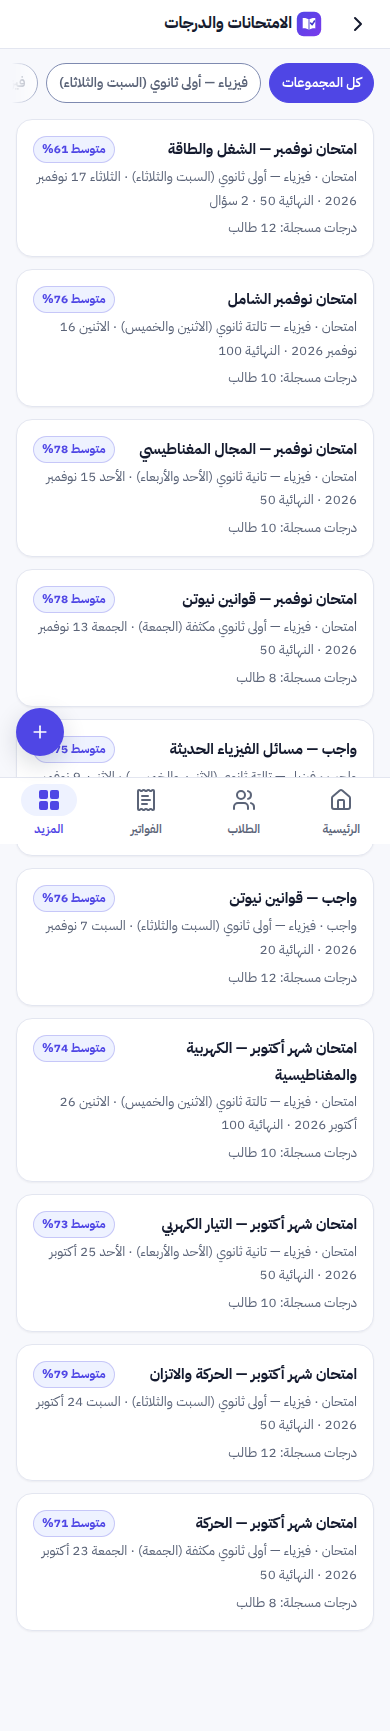 الامتحانات والدرجات
كل المجموعات
فيزياء — أولى ثانوي (السبت والثلاثاء)
امتحان نوفمبر — الشغل والطاقة
متوسط 61%
امتحان · فيزياء — أولى ثانوي (السبت والثلاثاء) · الثلاثاء 17 نوفمبر
2026 · النهائية 50 · 2 سؤال
درجات مسجلة: 12 طالب
امتحان نوفمبر الشامل
متوسط 76%
امتحان · فيزياء — تالتة ثانوي (الاثنين والخميس) · الاثنين 16
نوفمبر 2026 · النهائية 100
درجات مسجلة: 10 طالب
امتحان نوفمبر — المجال المغناطيسي
متوسط 78%
امتحان · فيزياء — تانية ثانوي (الأحد والأربعاء) · الأحد 15 نوفمبر
2026 · النهائية 50
درجات مسجلة: 10 طالب
امتحان نوفمبر — قوانين نيوتن
متوسط 78%
امتحان · فيزياء — أولى ثانوي مكثفة (الجمعة) · الجمعة 13 نوفمبر
2026 · النهائية 50
درجات مسجلة: 8 طالب
واجب — مسائل الفيزياء الحديثة
75%
الرئيسية
الطلاب
الفواتير
المزيد
واجب — قوانين نيوتن
متوسط 76%
واجب · فيزياء — أولى ثانوي (السبت والثلاثاء) · السبت 7 نوفمبر
2026 · النهائية 20
درجات مسجلة: 12 طالب
امتحان شهر أكتوبر — الكهربية
والمغناطيسية
متوسط 74%
امتحان · فيزياء — تالتة ثانوي (الاثنين والخميس) · الاثنين 26
أكتوبر 2026 · النهائية 100
درجات مسجلة: 10 طالب
امتحان شهر أكتوبر — التيار الكهربي
متوسط 73%
امتحان · فيزياء — تانية ثانوي (الأحد والأربعاء) · الأحد 25 أكتوبر
2026 · النهائية 50
درجات مسجلة: 10 طالب
امتحان شهر أكتوبر — الحركة والاتزان
متوسط 79%
امتحان · فيزياء — أولى ثانوي (السبت والثلاثاء) · السبت 24 أكتوبر
2026 · النهائية 50
درجات مسجلة: 12 طالب
امتحان شهر أكتوبر — الحركة
متوسط 71%
امتحان · فيزياء — أولى ثانوي مكثفة (الجمعة) · الجمعة 23 أكتوبر
2026 · النهائية 50
درجات مسجلة: 8 طالب